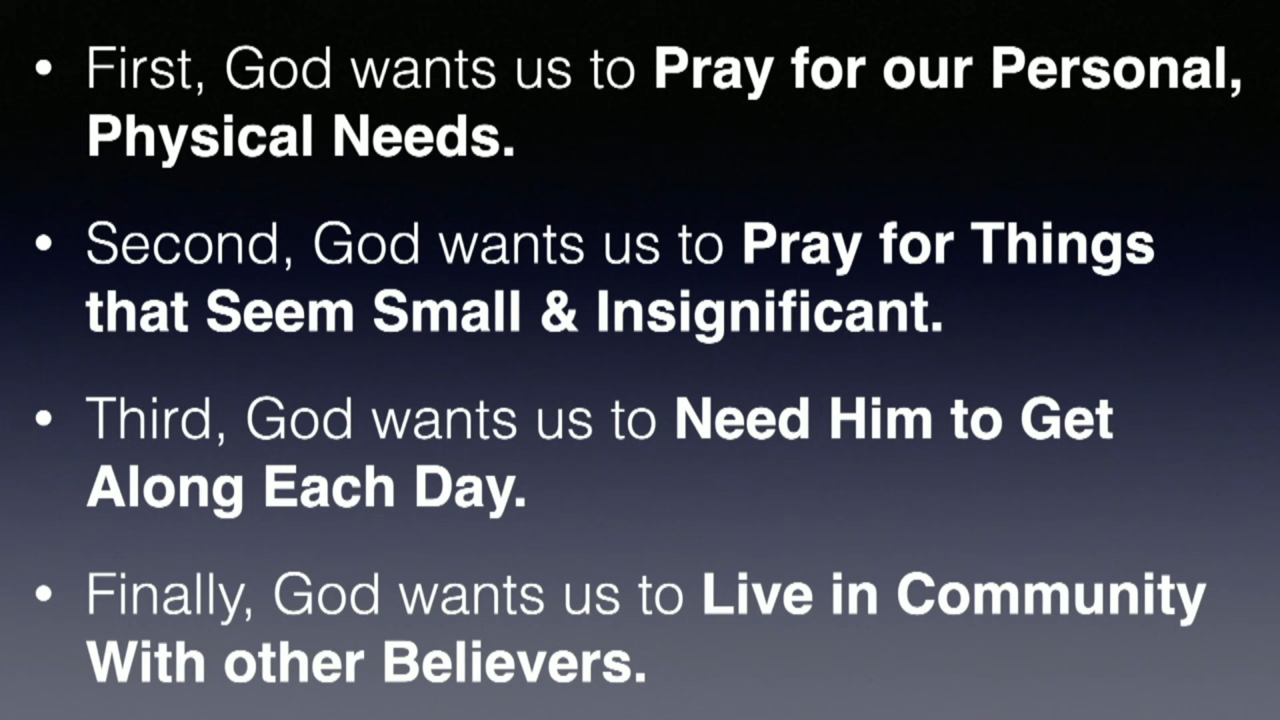 • First, God wants us to Pray for our Personal,
Physical Needs.
• Second, God wants us to Pray for Things
that Seem Small & Insignificant.
• Third, God wants us to Need Him to Get
Along Each Day.
• Finally, God wants us to Live in Community
With other Believers.